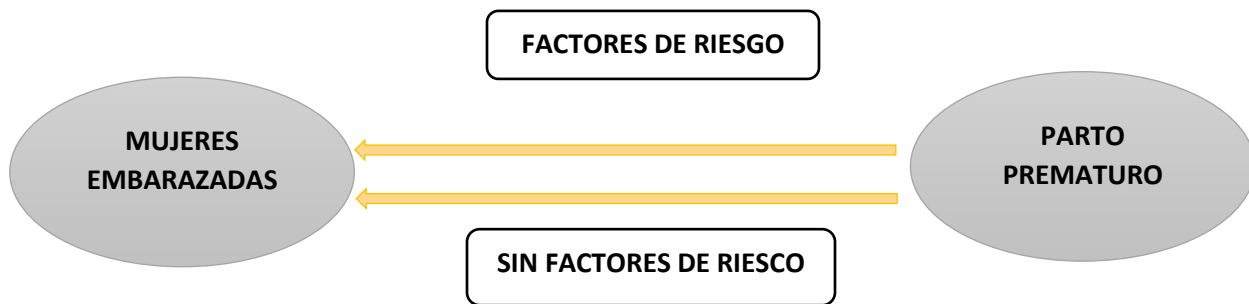 FACTORES DE RIESGO
MUJERES
EMBARAZADAS
PARTO
PREMATURO
SIN FACTORES DE RIESCO